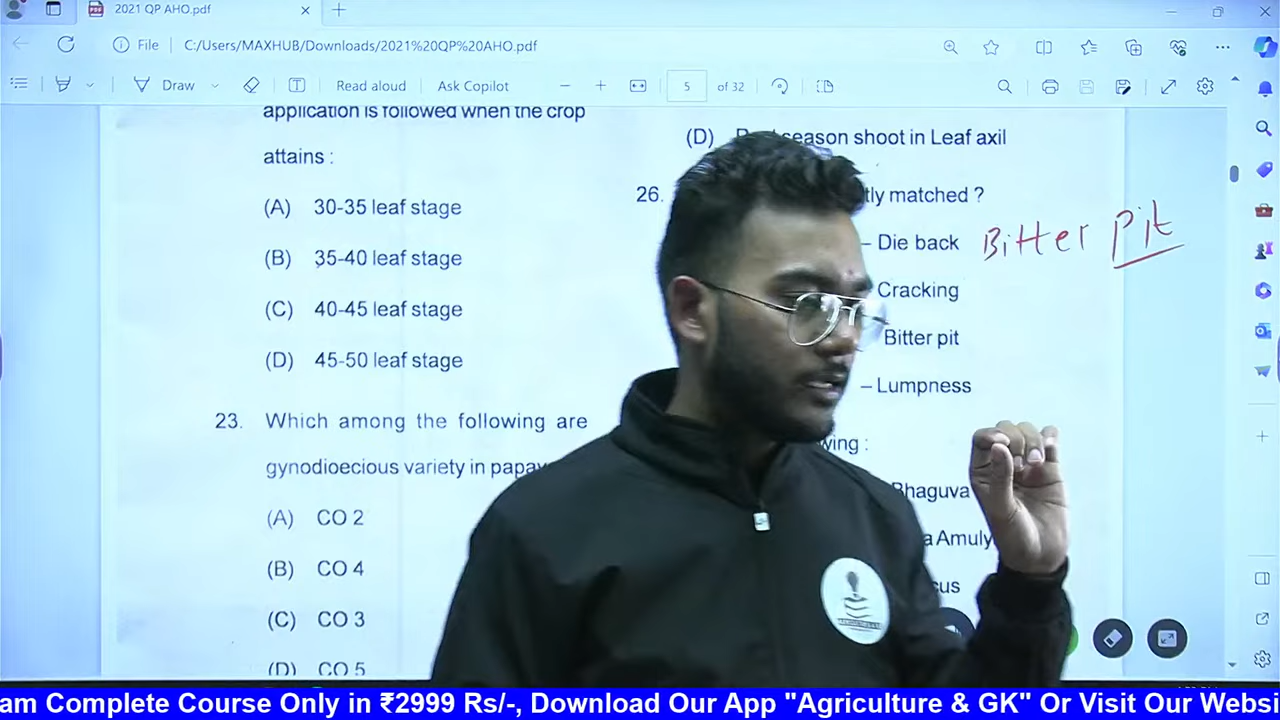 2021 QP AHO.pdf
File
C:/Users/MAXHUB/Downloads/2021%20QP%20AHO.pdf
Draw
Read aloud
Ask Copilot
5
of 32
application is followed when the crop
attains :
(A) 30-35 leaf stage
(B) 35-40 leaf stage
(C) 40-45 leaf stage
(D) 45-50 leaf stage
23. Which among the following are
gynodioecious variety in papay
(A) CO 2
(B) CO 4
(C) CO 3
(D) CO 5
(D) season shoot in Leaf axil
26. tly matched ?
– Die back
Bitter Pit
Cracking
Bitter pit
– Lumpness
wing :
Bhaguva
a Amuly
cus
am Complete Course Only in ₹2999 Rs/-, Download Our App "Agriculture & GK" Or Visit Our Websi